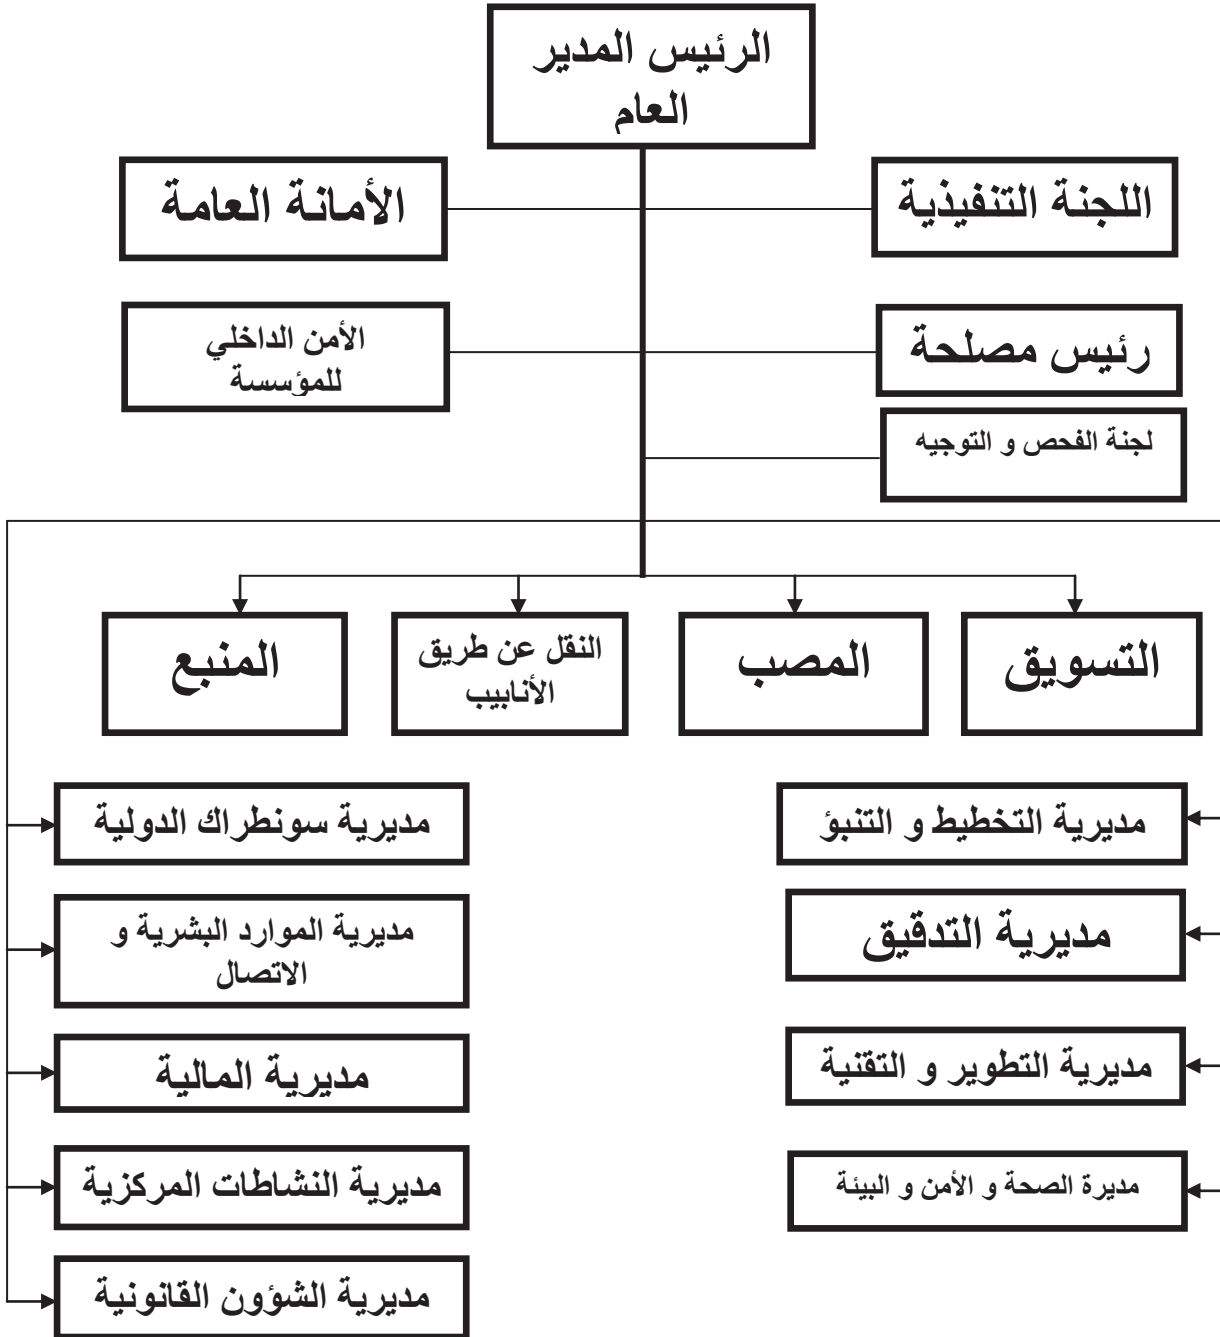 الرئيس المدير
العام
اللجنة التنفيذية
الأمانة العامة
رئيس مصلحة
الأمن الداخلي
للمؤسسة
لجنة الفحص و التوجيه
التسويق
المصب
النقل عن طريق
الأنابيب
المنبع
مديرية التخطيط و التنبؤ
مديرية سونطراك الدولية
مديرية التدقيق
مديرية الموارد البشرية و
الاتصال
مديرية التطوير و التقنية
مديرية المالية
مديرة الصحة و الأمن و البيئة
مديرية النشاطات المركزية
مديرية الشؤون القانونية